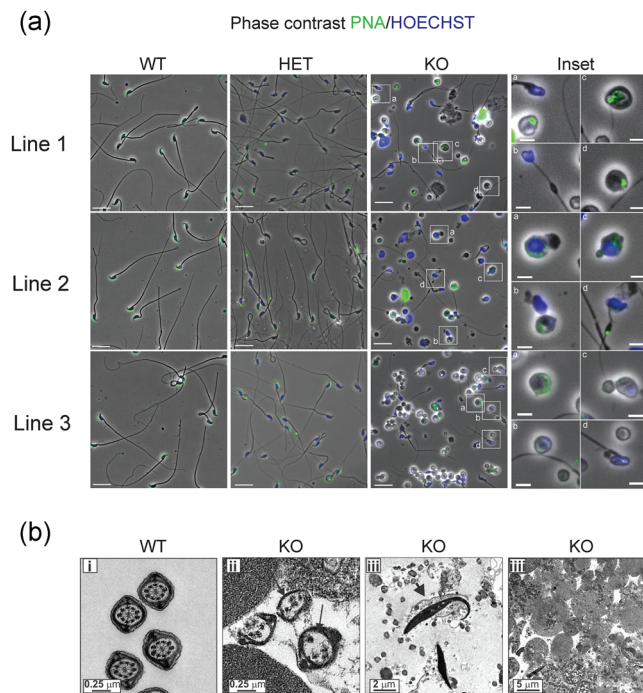 (a)
Phase contrast PNA/HOECHST
WT HET KO Inset
Line 1
a
b
c
d
a
c
b
d
Line 2
a
d
c
b
a
c
b
d
Line 3
c
a
b
d
a
c
b
d
(b)
WT KO KO KO
i ii iii iii
0.25 µm 0.25 µm 2 µm 5 µm